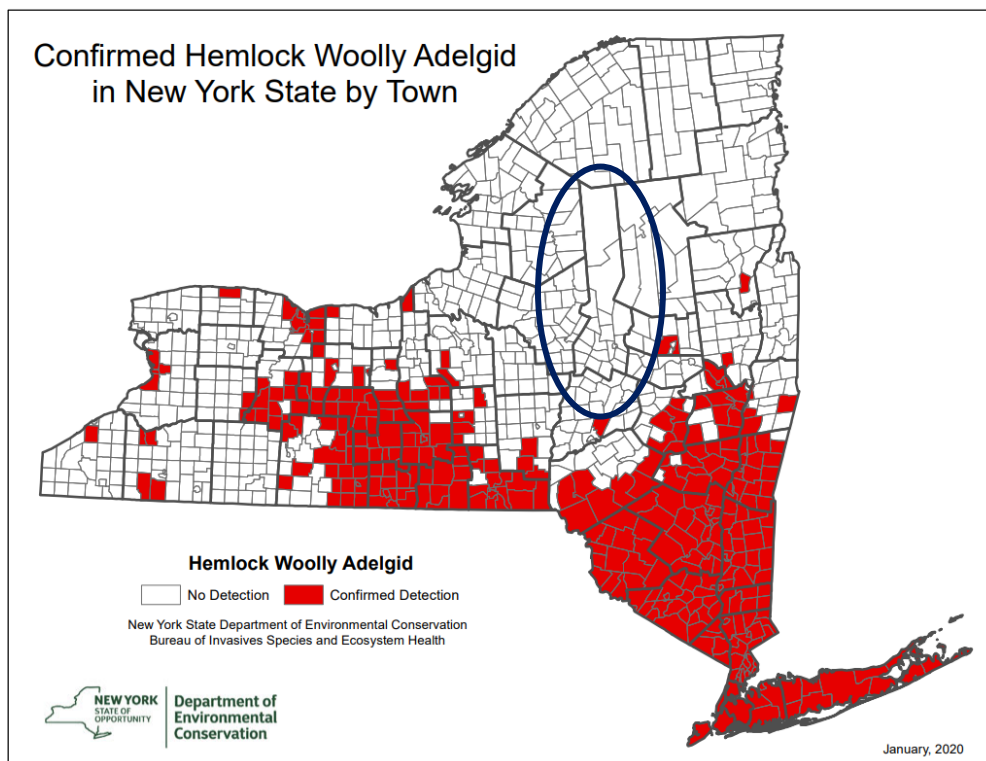 Confirmed Hemlock Woolly Adelgid
in New York State by Town
Hemlock Woolly Adelgid
No Detection
Confirmed Detection
New York State Department of Environmental Conservation
Bureau of Invasives Species and Ecosystem Health
NEW YORK
STATE OF
OPPORTUNITY
Department of
Environmental
Conservation
January, 2020